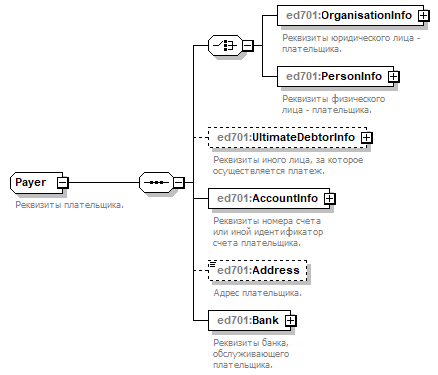 ed701:OrganisationInfo
Реквизиты юридического лица -
плательщика.
ed701:PersonInfo
Реквизиты физического
лица - плательщика.
ed701:UltimateDebtorInfo
Реквизиты иного лица, за которое
осуществляется платеж.
Payer
Реквизиты плательщика.
ed701:AccountInfo
Реквизиты номера счета
или иной идентификатор
счета плательщика.
ed701:Address
Адрес плательщика.
ed701:Bank
Реквизиты банка,
обслуживающего
плательщика.